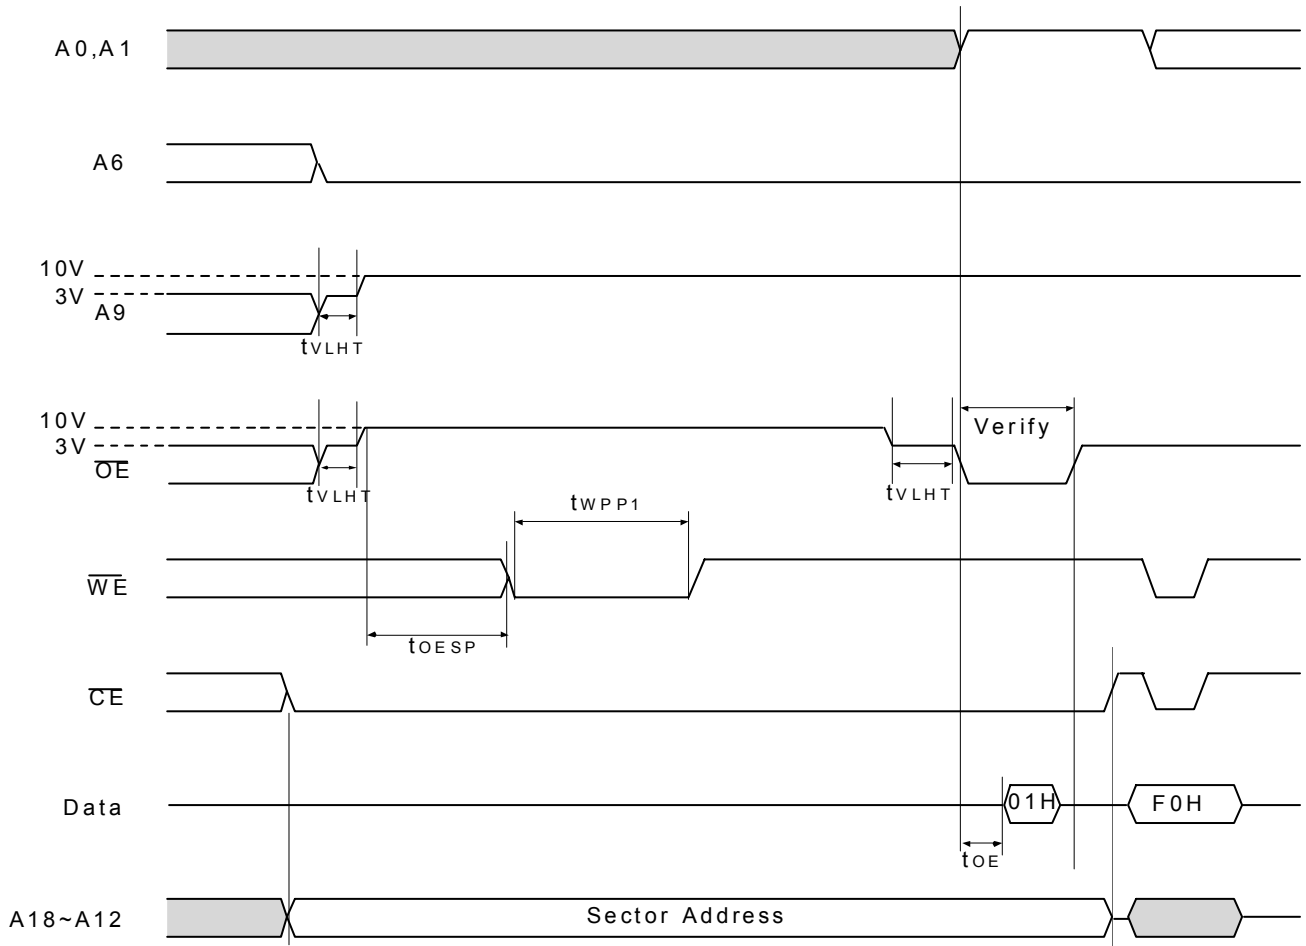 A0,A1
A6
10V
3V
A9
tVLHT
10V
3V
OE
Verify
tVLHT
tVLHT
tWPP1
WE
tOESP
CE
Data
01H
F0H
tOE
A18~A12
Sector Address